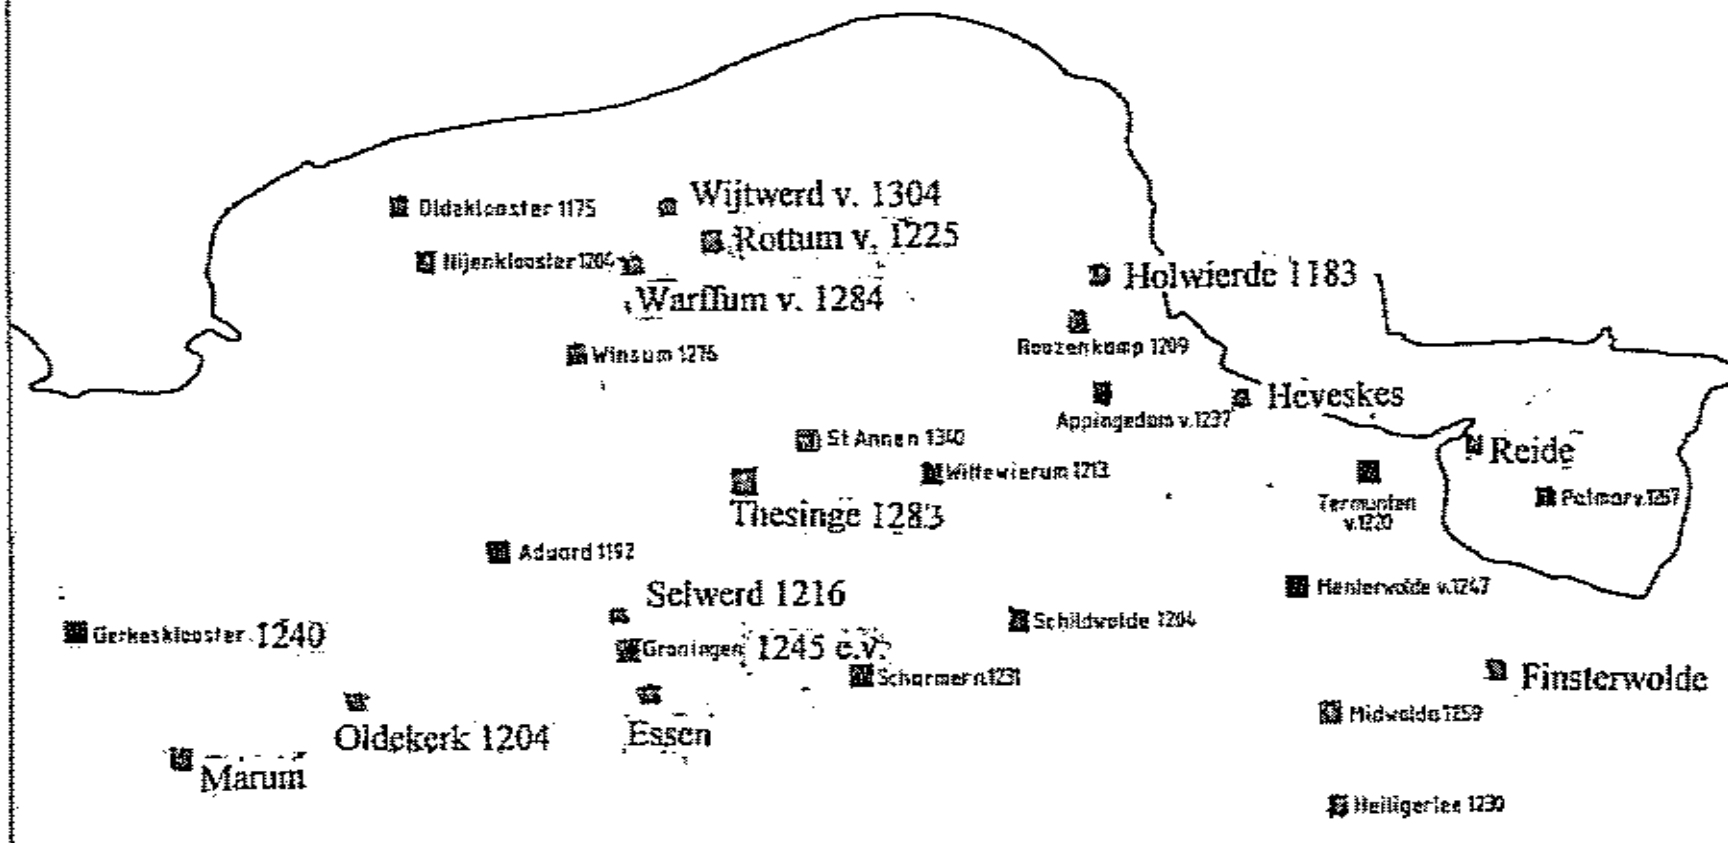 Wijtwerd v. 1304
Oldeklooster 1175
Rottum v. 1225
Nijenklooster 1204
Holwierde 1183
Warffum v. 1284
Roozenkamp 1209
Winsum 1276
Heveskes
Appingedam v.1237
St Annen 1340
Reide
Wittewierum 1213
Thesinge 1283
Termunten
v.1220
Palmar v.1257
Aduard 1192
Menterwolde v.1247
Selwerd 1216
Schildwolde 1204
Gerkesklooster 1240
Groningen 1245 e.v.
Scharmer n.1231
Finsterwolde
Oldekerk 1204
Essen
Midwolda 1259
Marum
Heiligerlee 1230